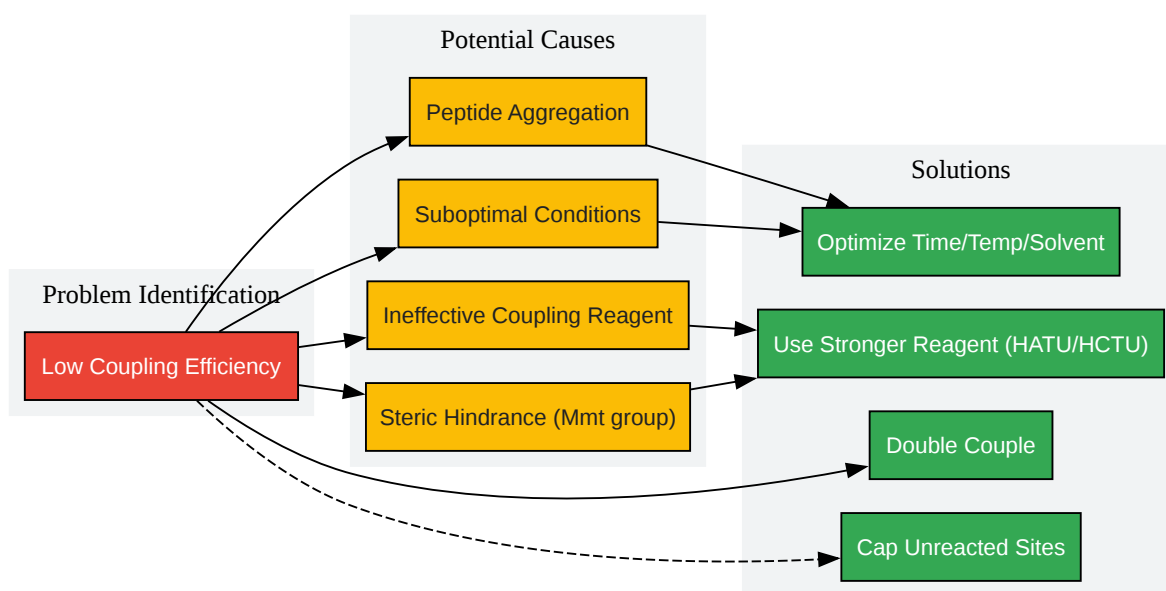 Potential Causes
Peptide Aggregation
Suboptimal Conditions
Ineffective Coupling Reagent
Steric Hindrance (Mmt group)
Problem Identification
Low Coupling Efficiency
Solutions
Optimize Time/Temp/Solvent
Use Stronger Reagent (HATU/HCTU)
Double Couple
Cap Unreacted Sites